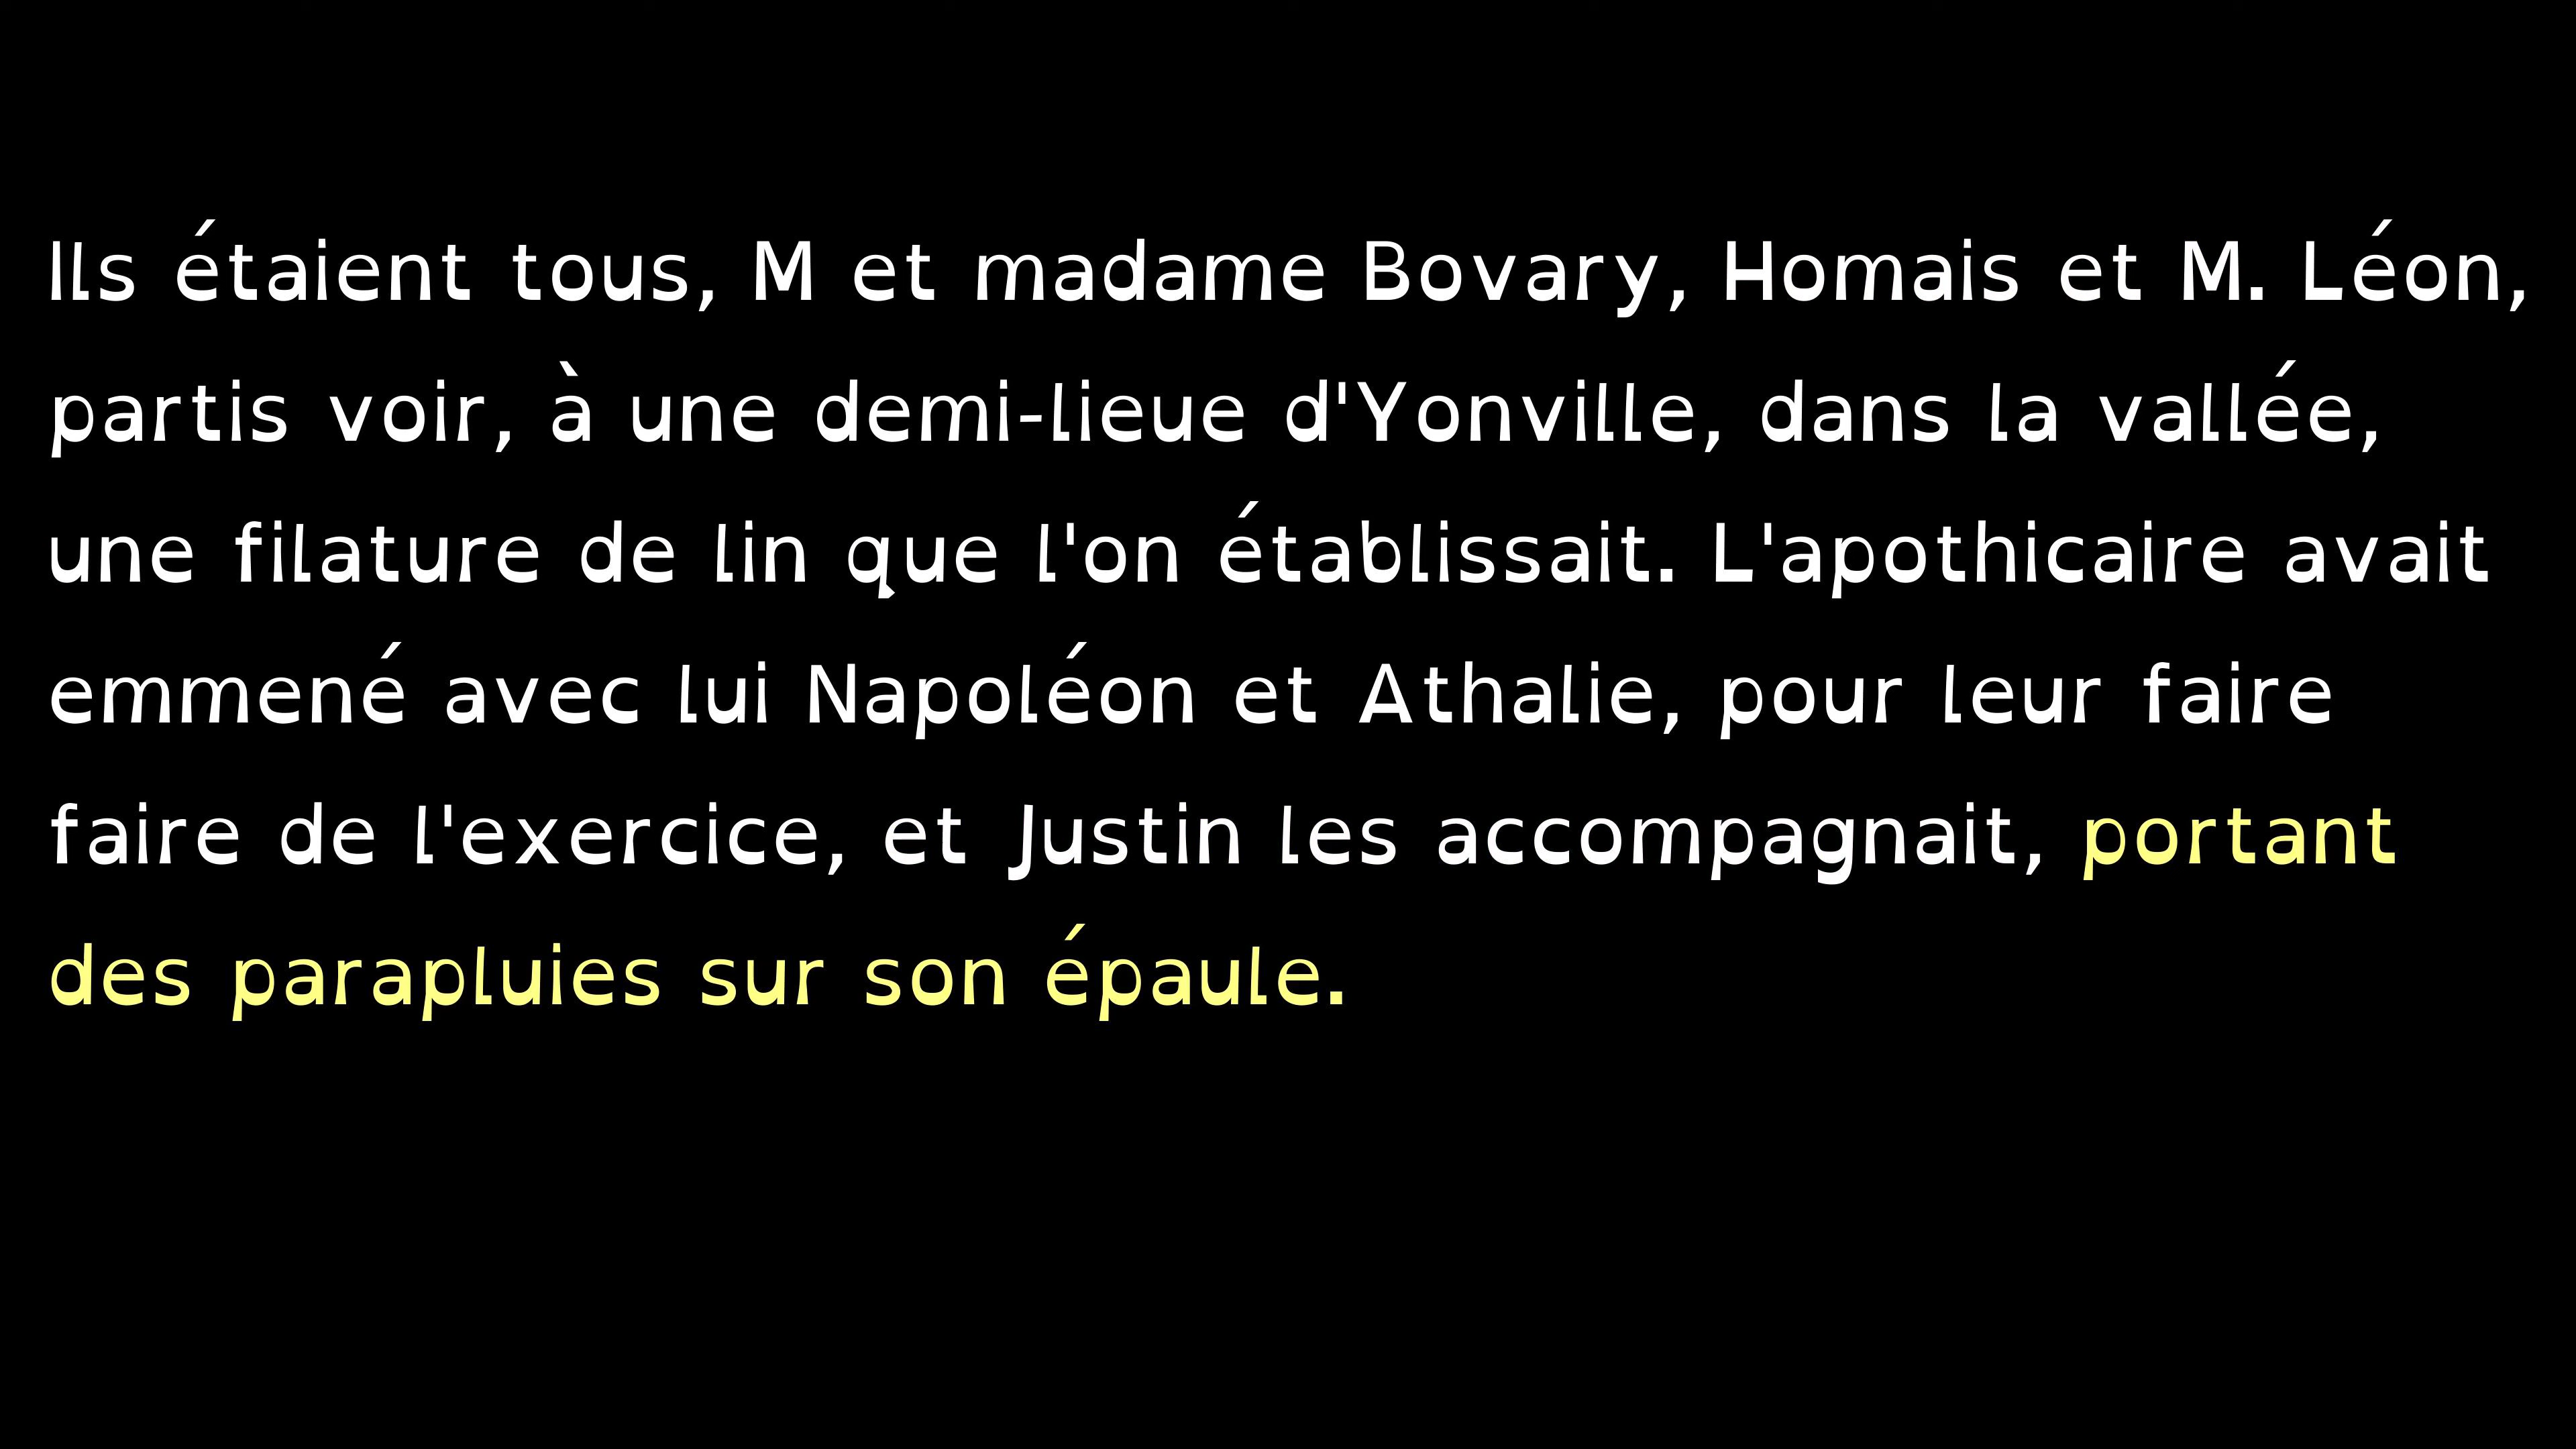 Ils étaient tous, M et madame Bovary, Homais et M. Léon,
partis voir, à une demi-lieue d'Yonville, dans la vallée,
une filature de lin que l'on établissait. L'apothicaire avait
emmené avec lui Napoléon et Athalie, pour leur faire
faire de l'exercice, et Justin les accompagnait, portant
des parapluies sur son épaule.